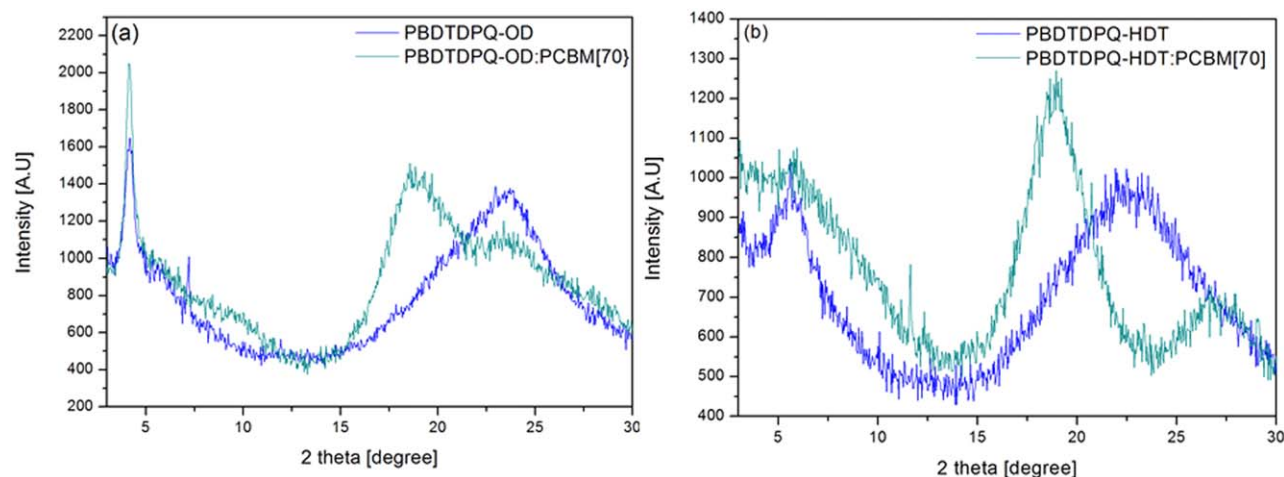 (a)
PBDTDPQ-OD
PBDTDPQ-OD:PCBM[70}
2200
2000
1800
1600
1400
1200
1000
800
600
400
200
Intensity [A.U]
5 10 15 20 25 30
2 theta [degree]
(b)
PBDTDPQ-HDT
PBDTDPQ-HDT:PCBM[70]
1400
1300
1200
1100
1000
900
800
700
600
500
400
Intensity [A.U]
5 10 15 20 25 30
2 theta [degree]